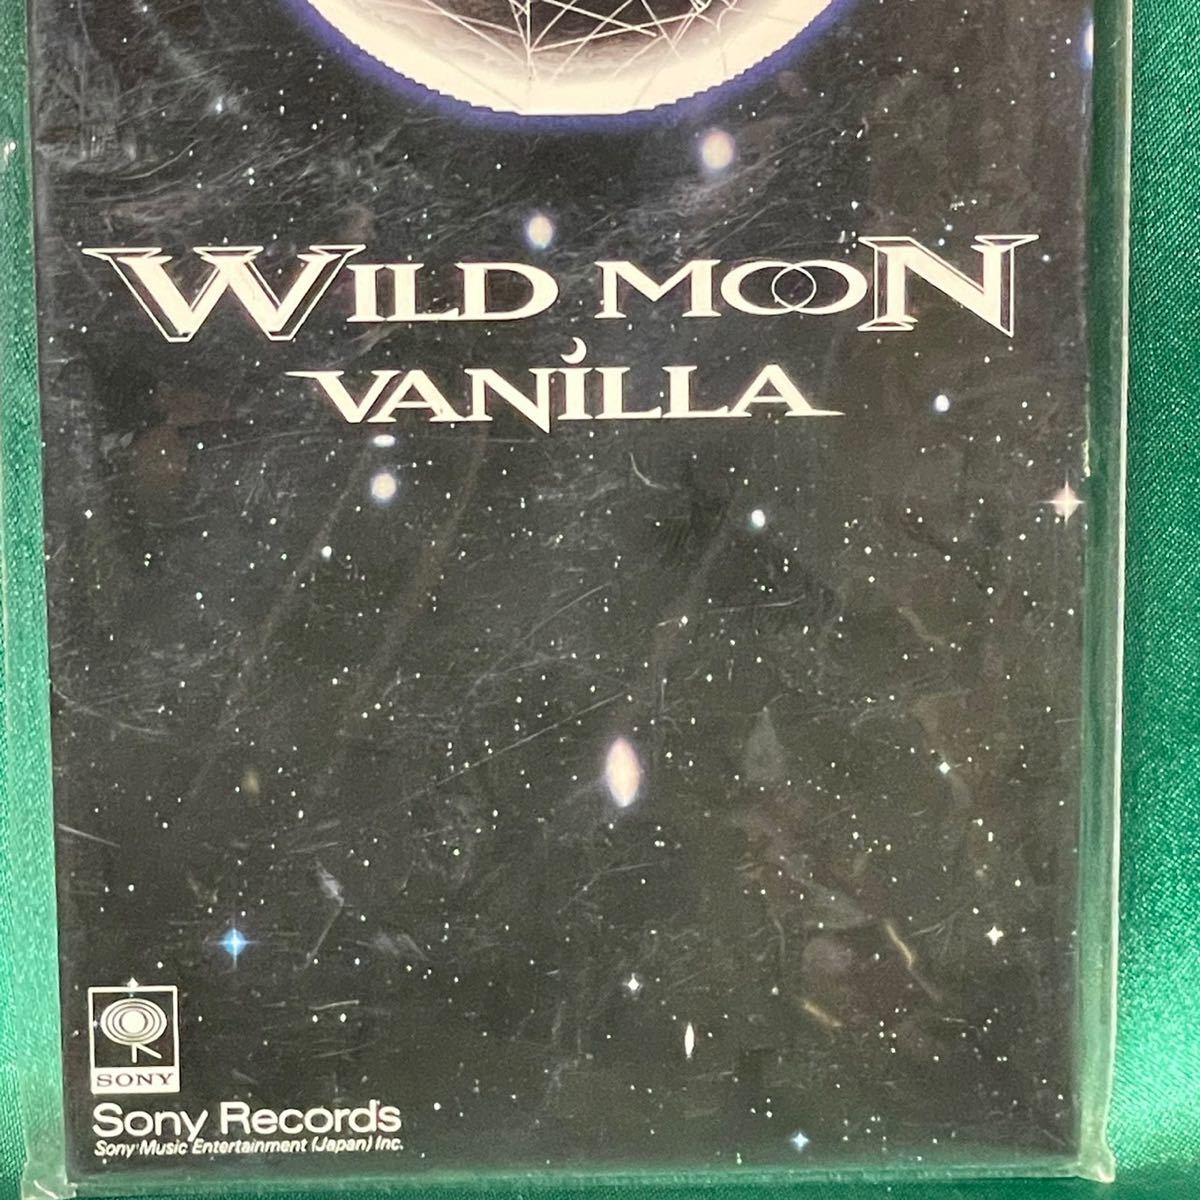 WILD MOON
VANILLA
SONY
Sony Records
Sony Music Entertainment (Japan) Inc.